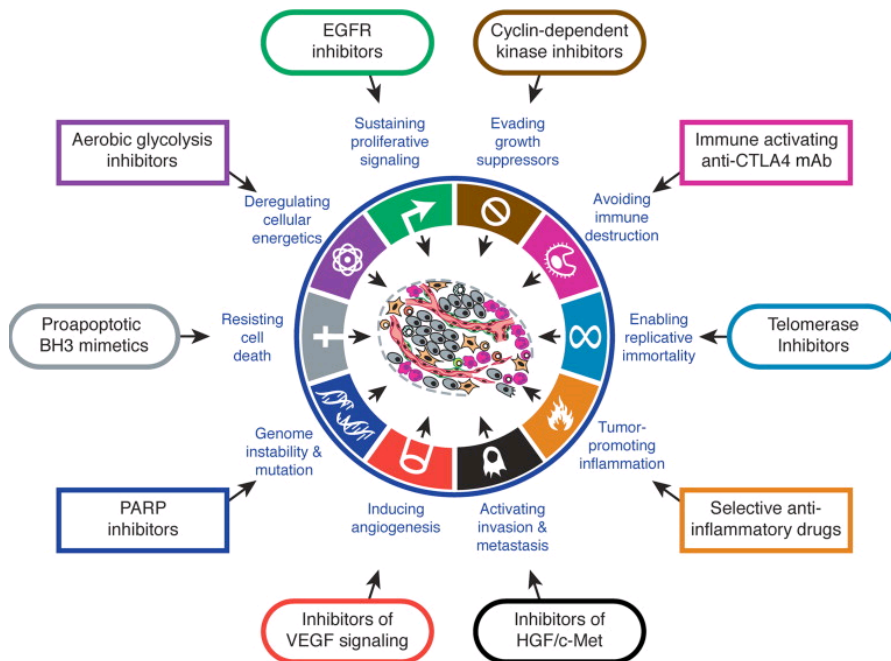 EGFR
inhibitors
Cyclin-dependent
kinase inhibitors
Sustaining
proliferative
signaling
Evading
growth
suppressors
Aerobic glycolysis
inhibitors
Immune activating
anti-CTLA4 mAb
Deregulating
cellular
energetics
Avoiding
immune
destruction
Proapoptotic
BH3 mimetics
Resisting
cell
death
Enabling
replicative
immortality
Telomerase
Inhibitors
Genome
instability &
mutation
Tumor-
promoting
inflammation
PARP
inhibitors
Inducing
angiogenesis
Activating
invasion &
metastasis
Selective anti-
inflammatory drugs
Inhibitors of
VEGF signaling
Inhibitors of
HGF/c-Met